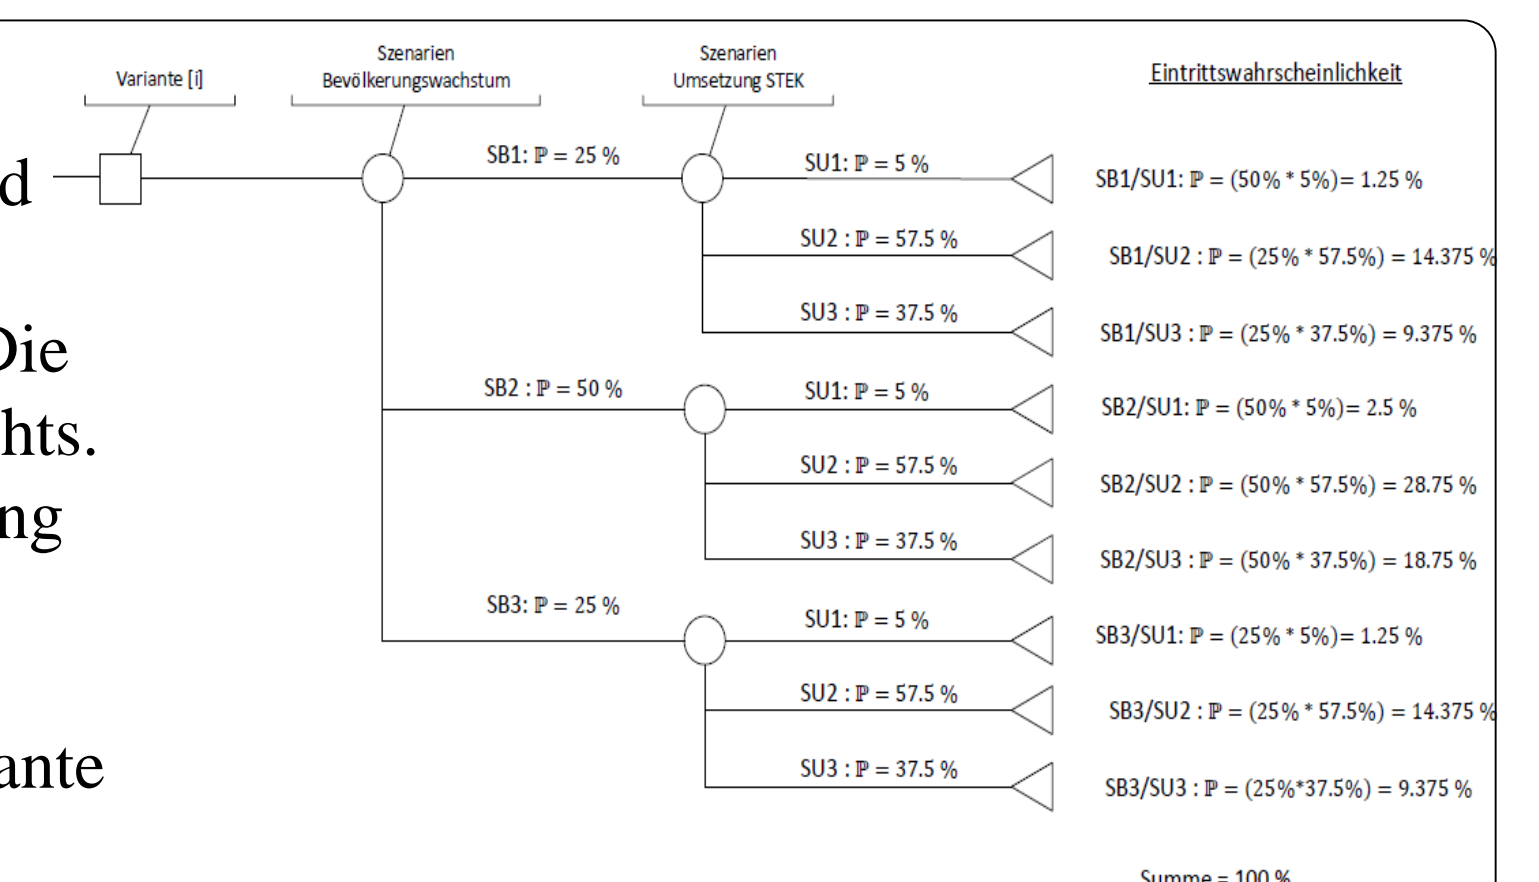 Szenarien
Bevölkerungswachstum
Szenarien
Umsetzung STEK
Variante [i]
Eintrittswahrscheinlichkeit
d
SB1: ℙ = 25 %
SU1: ℙ = 5 %
SB1/SU1: ℙ = (50% * 5%)= 1.25 %
SU2 : ℙ = 57.5 %
SB1/SU2 : ℙ = (25% * 57.5%) = 14.375 %
SU3 : ℙ = 37.5 %
SB1/SU3 : ℙ = (25% * 37.5%) = 9.375 %
Die
SB2 : ℙ = 50 %
SU1: ℙ = 5 %
SB2/SU1: ℙ = (50% * 5%)= 2.5 %
hts.
SU2 : ℙ = 57.5 %
SB2/SU2 : ℙ = (50% * 57.5%) = 28.75 %
ng
SU3 : ℙ = 37.5 %
SB2/SU3 : ℙ = (50% * 37.5%) = 18.75 %
SB3: ℙ = 25 %
SU1: ℙ = 5 %
SB3/SU1: ℙ = (25% * 5%)= 1.25 %
SU2 : ℙ = 57.5 %
SB3/SU2 : ℙ = (25% * 57.5%) = 14.375 %
ante
SU3 : ℙ = 37.5 %
SB3/SU3 : ℙ = (25%*37.5%) = 9.375 %
Summe = 100 %